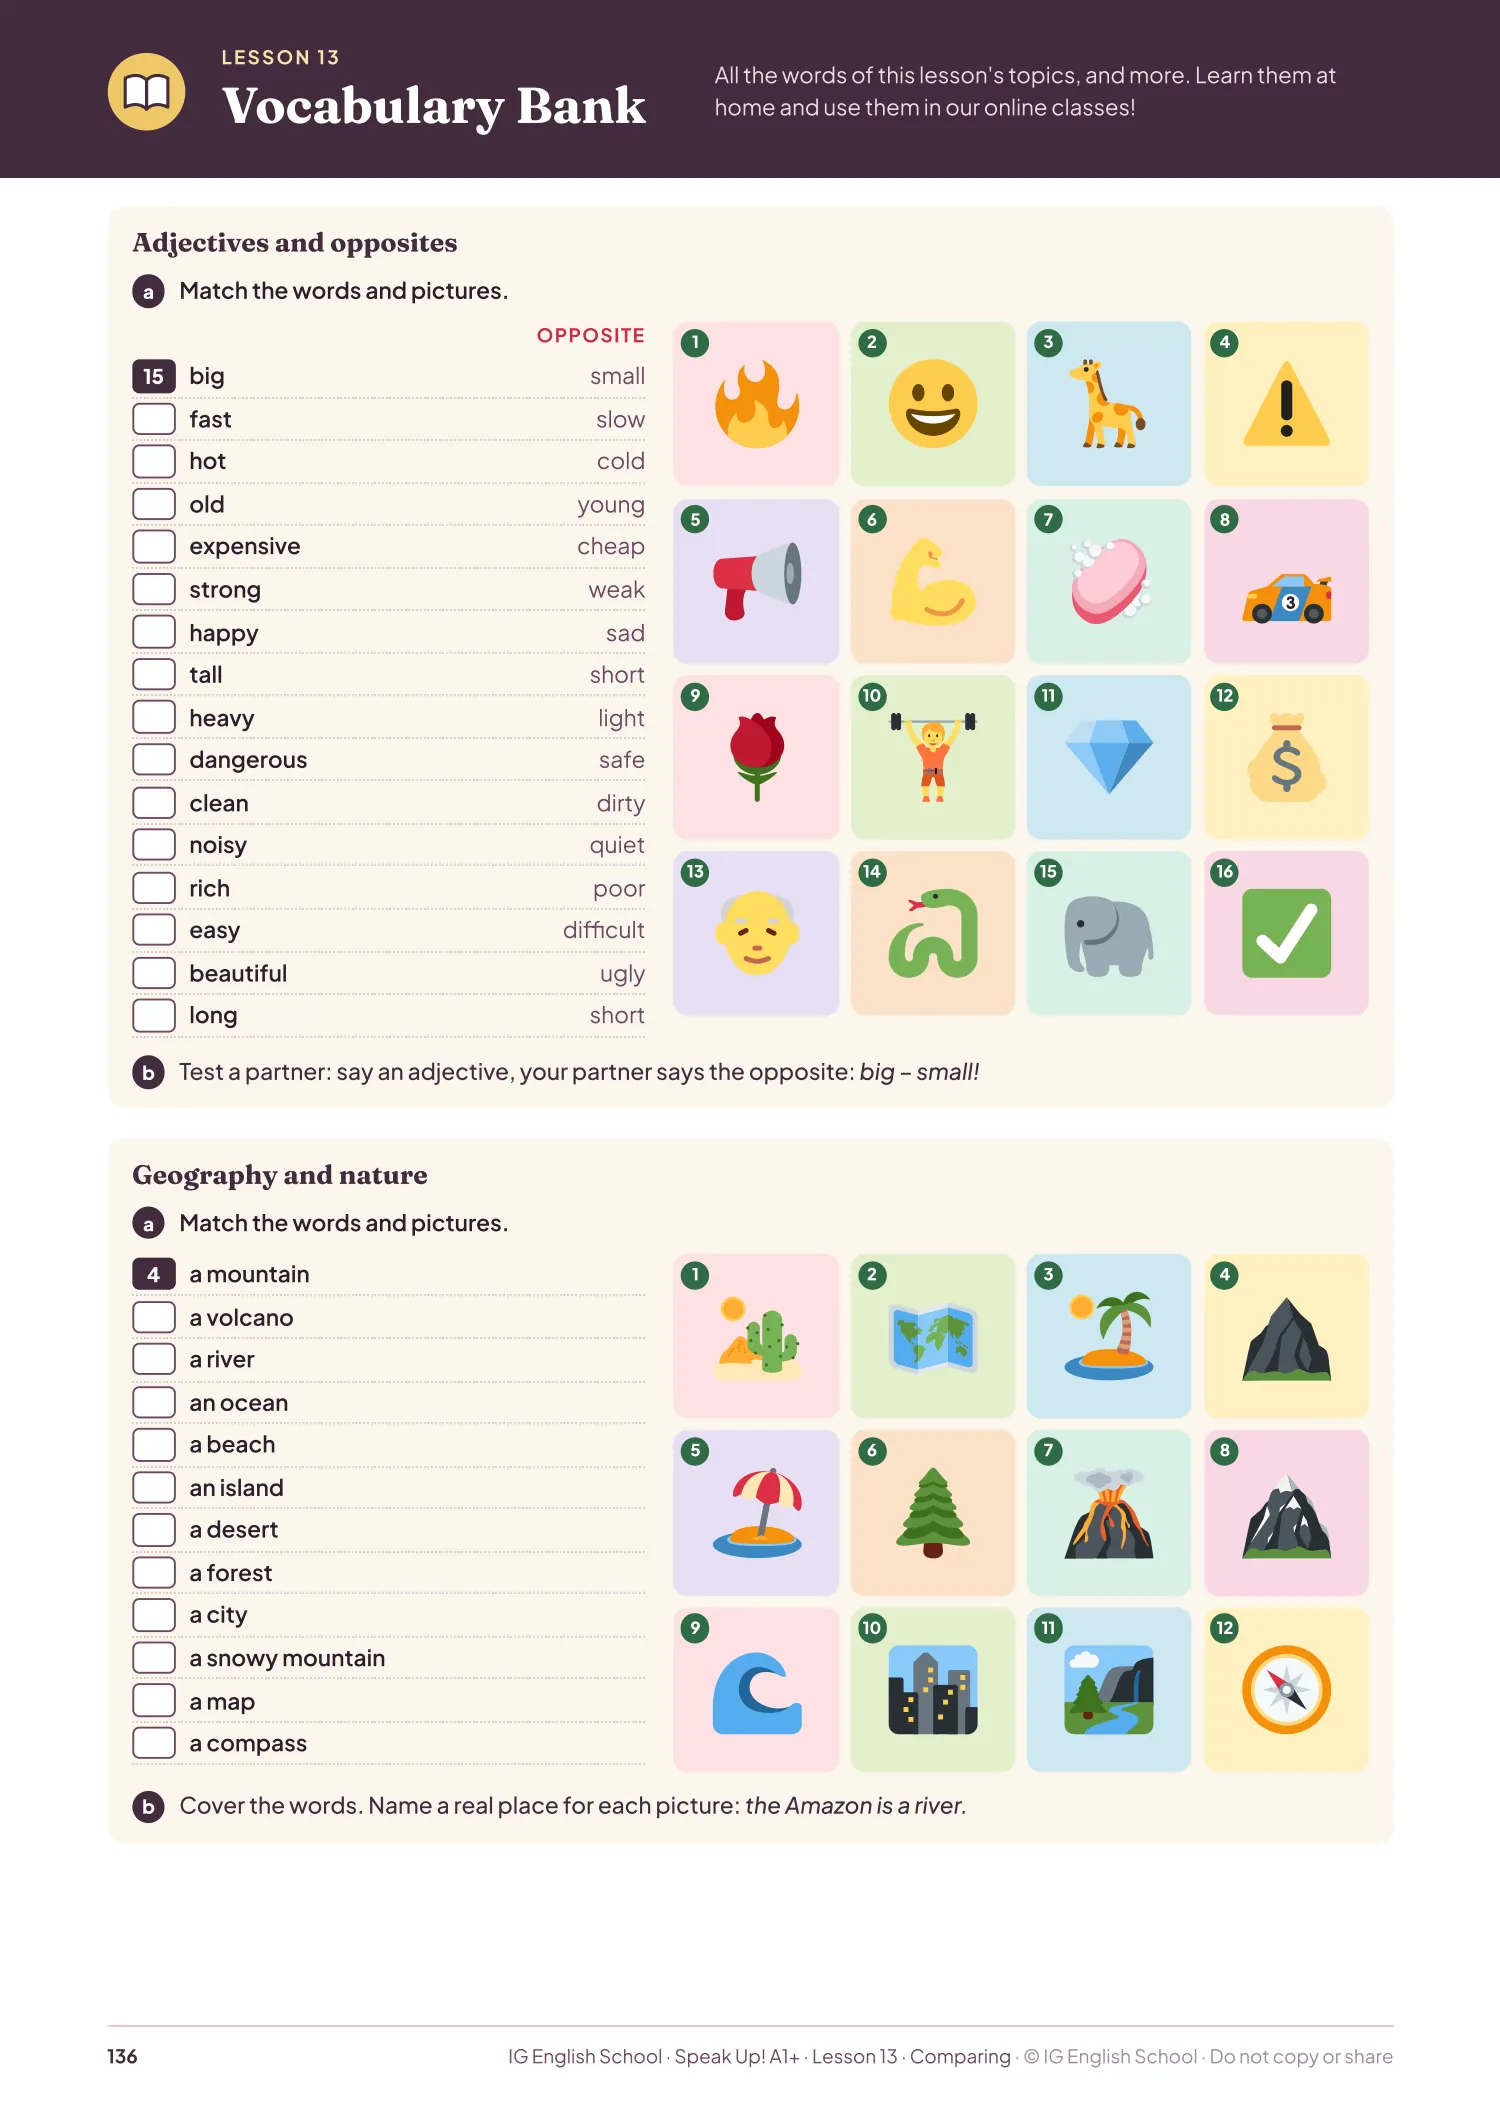 LESSON 13
Vocabulary Bank
All the words of this lesson's topics, and more. Learn them at
home and use them in our online classes!
Adjectives and opposites
a Match the words and pictures.
OPPOSITE
15 big small
fast slow
hot cold
old young
expensive cheap
strong weak
happy sad
tall short
heavy light
dangerous safe
clean dirty
noisy quiet
rich poor
easy difficult
beautiful ugly
long short
1 2 3 4
5 6 7 8
3
9 10 11 12
$
13 14 15 16
b Test a partner: say an adjective, your partner says the opposite: big – small!
Geography and nature
a Match the words and pictures.
4 a mountain
a volcano
a river
an ocean
a beach
an island
a desert
a forest
a city
a snowy mountain
a map
a compass
1 2 3 4
5 6 7 8
9 10 11 12
b Cover the words. Name a real place for each picture: the Amazon is a river.
136 IG English School · Speak Up! A1+ · Lesson 13 · Comparing · © IG English School · Do not copy or share